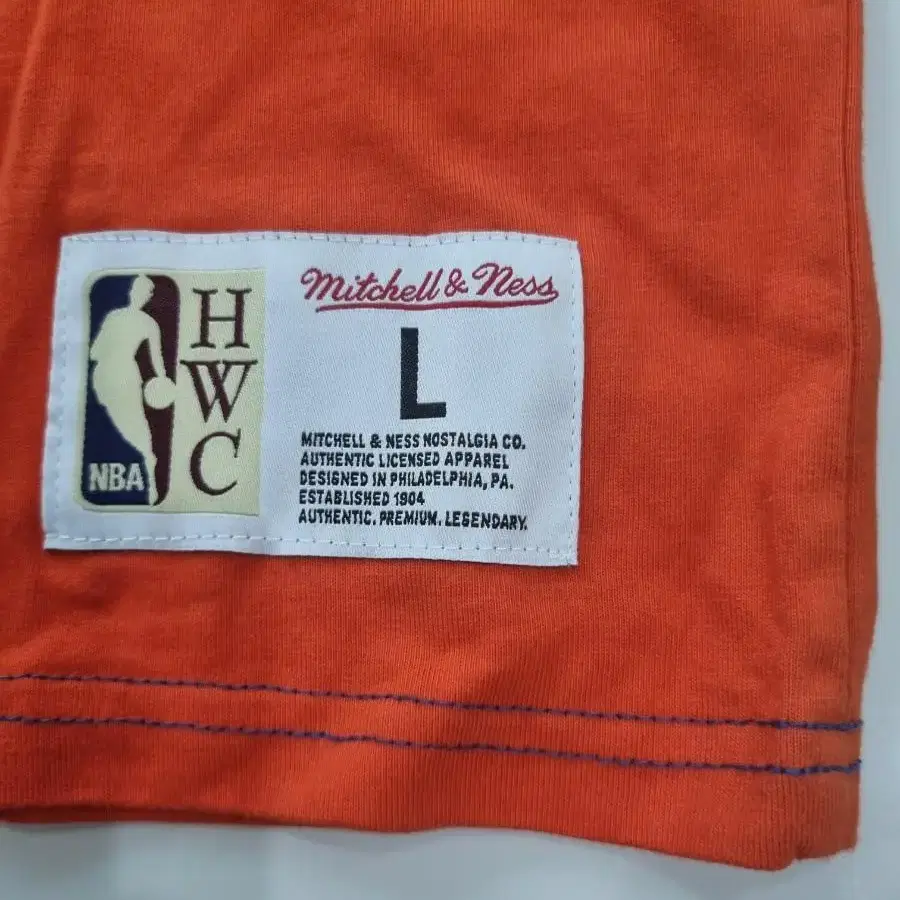 NBA
H
W
C
Mitchell & Ness
L
MITCHELL & NESS NOSTALGIA CO.
AUTHENTIC LICENSED APPAREL
DESIGNED IN PHILADELPHIA, PA.
ESTABLISHED 1904
AUTHENTIC. PREMIUM. LEGENDARY.